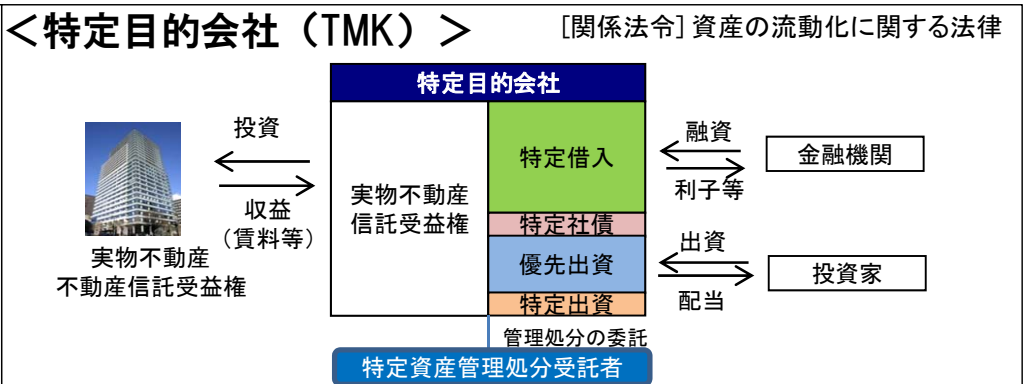 ＜特定目的会社（TMK）＞
[関係法令] 資産の流動化に関する法律
特定目的会社
投資
収益
（賃料等）
実物不動産
不動産信託受益権
実物不動産
信託受益権
特定借入
特定社債
優先出資
特定出資
融資
利子等
金融機関
出資
配当
投資家
管理処分の委託
特定資産管理処分受託者